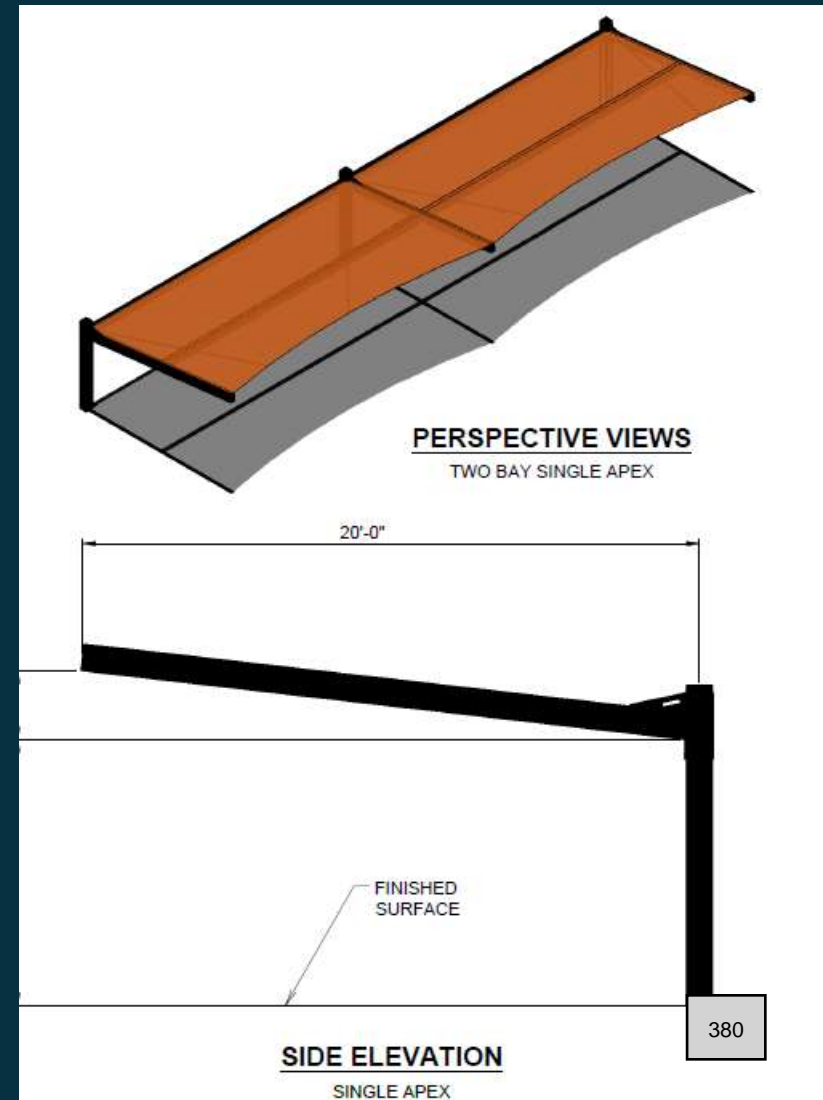 PERSPECTIVE VIEWS
TWO BAY SINGLE APEX
20'-0"
FINISHED
SURFACE
380
SIDE ELEVATION
SINGLE APEX